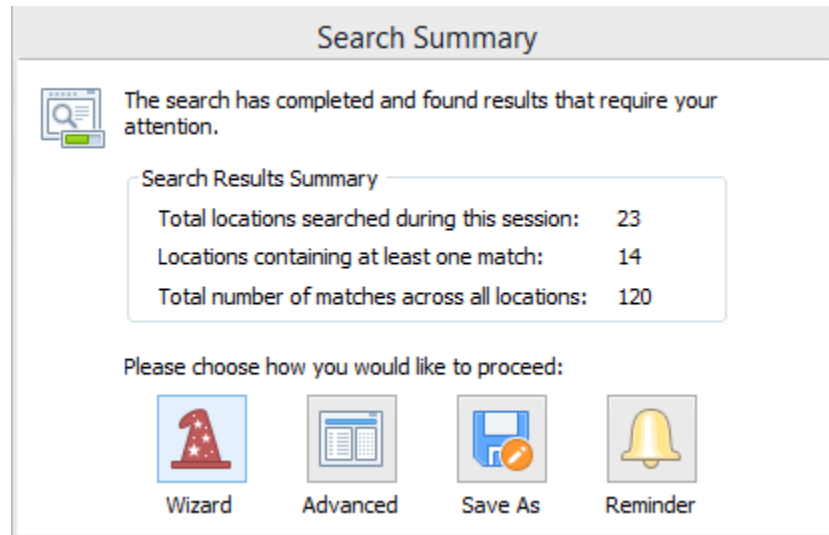 Search Summary
The search has completed and found results that require your
attention.
Search Results Summary
Total locations searched during this session: 23
Locations containing at least one match: 14
Total number of matches across all locations: 120
Please choose how you would like to proceed:
Wizard Advanced Save As Reminder